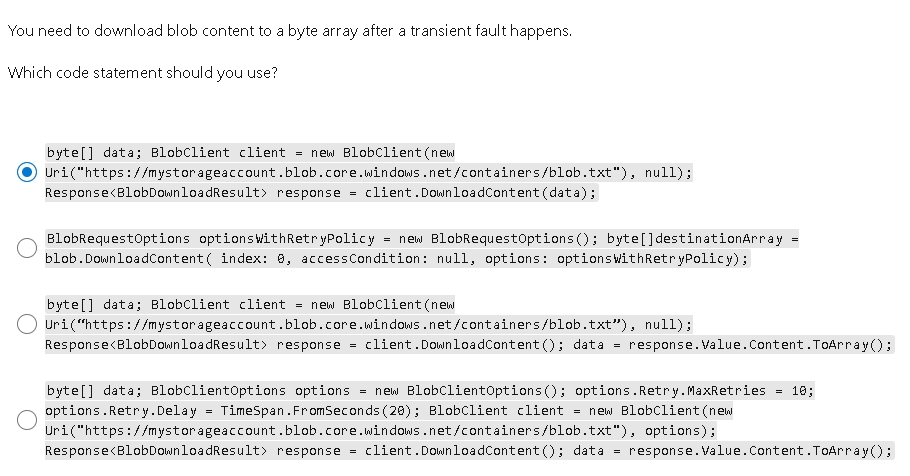 You need to download blob content to a byte array after a transient fault happens.
Which code statement should you use?
byte[] data; BlobClient client = new BlobClient(new
Uri("https://mystorageaccount.blob.core.windows.net/containers/blob.txt"), null);
Response<BlobDownloadResult> response = client.DownloadContent(data);
BlobRequestOptions optionsWithRetryPolicy = new BlobRequestOptions(); byte[]destinationArray =
blob.DownloadContent( index: 0, accessCondition: null, options: optionsWithRetryPolicy);
byte[] data; BlobClient client = new BlobClient(new
Uri(“https://mystorageaccount.blob.core.windows.net/containers/blob.txt”), null);
Response<BlobDownloadResult> response = client.DownloadContent(); data = response.Value.Content.ToArray();
byte[] data; BlobClientOptions options = new BlobClientOptions(); options.Retry.MaxRetries = 10;
options.Retry.Delay = TimeSpan.FromSeconds(20); BlobClient client = new BlobClient(new
Uri("https://mystorageaccount.blob.core.windows.net/containers/blob.txt"), options);
Response<BlobDownloadResult> response = client.DownloadContent(); data = response.Value.Content.ToArray();